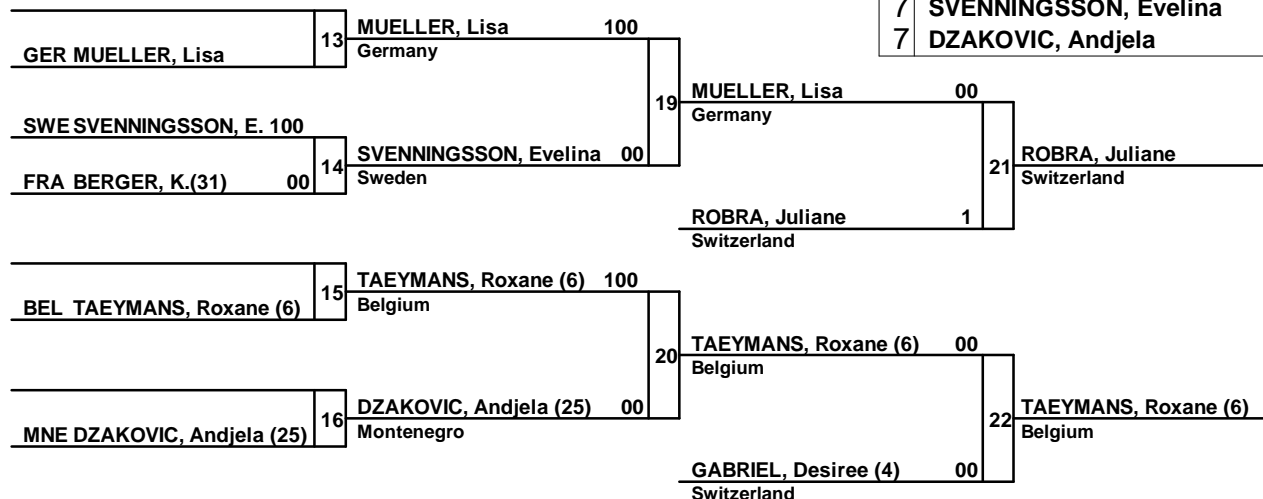 7 SVENNINGSSON, Evelina
7 DZAKOVIC, Andjela
13 MUELLER, Lisa 100
GER MUELLER, Lisa
Germany
19 MUELLER, Lisa 00
Germany
SWE SVENNINGSSON, E. 100
14 SVENNINGSSON, Evelina 00
Sweden
FRA BERGER, K.(31) 00
21 ROBRA, Juliane
Switzerland
ROBRA, Juliane 1
Switzerland
15 TAEYMANS, Roxane (6) 100
BEL TAEYMANS, Roxane (6)
Belgium
20 TAEYMANS, Roxane (6) 00
Belgium
16 DZAKOVIC, Andjela (25) 00
MNE DZAKOVIC, Andjela (25)
Montenegro
22 TAEYMANS, Roxane (6)
Belgium
GABRIEL, Desiree (4) 00
Switzerland